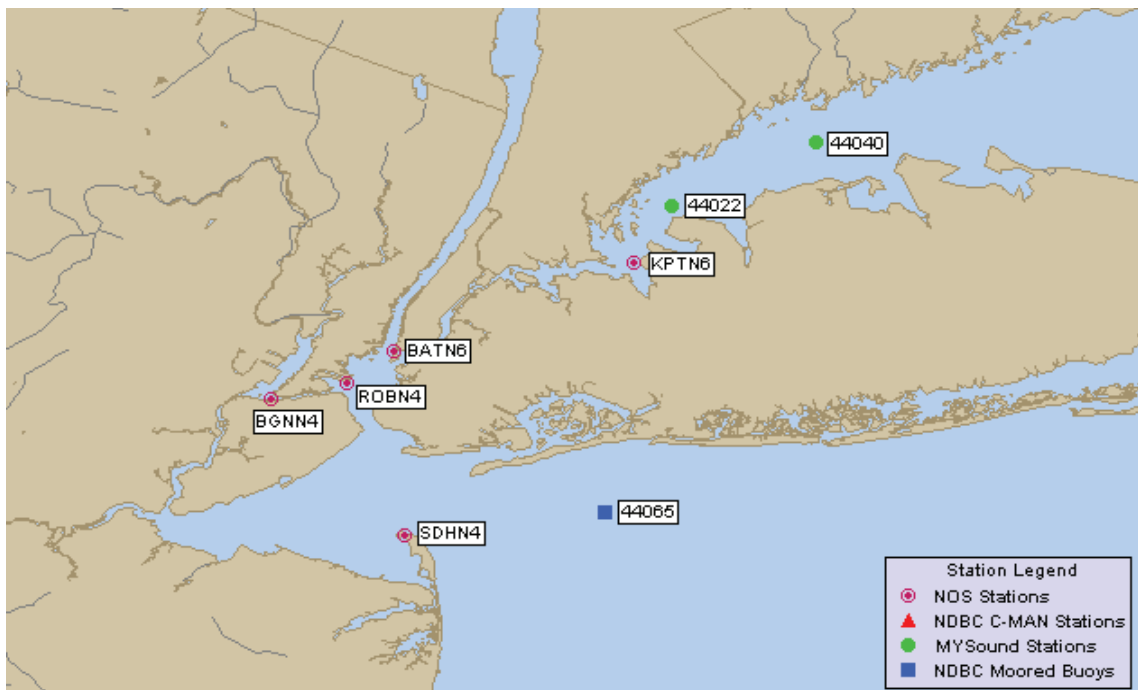 44040
44022
KPTN6
BATN6
ROBN4
BGNN4
44065
SDHN4
Station Legend
NOS Stations
NDBC C-MAN Stations
MYSound Stations
NDBC Moored Buoys